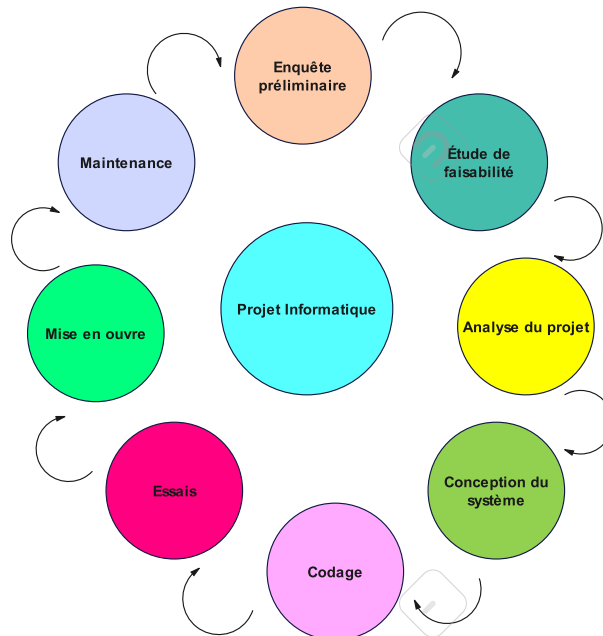 Enquête
préliminaire
Étude de
faisabilité
Maintenance
Projet Informatique
Analyse du projet
Mise en ouvre
Conception du
système
Essais
Codage